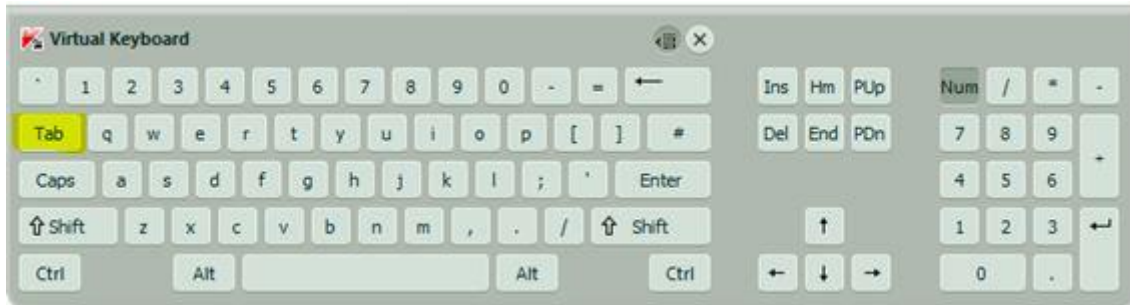 Virtual Keyboard
` 1 2 3 4 5 6 7 8 9 0 - = ← Ins Hm PUp Num / * -
Tab q w e r t y u i o p [ ] # Del End PDn 7 8 9 +
Caps a s d f g h j k l ; ' Enter 4 5 6
⇧ Shift z x c v b n m , . / ⇧ Shift ↑ 1 2 3 ↵
Ctrl Alt Alt Ctrl ← ↓ → 0 .